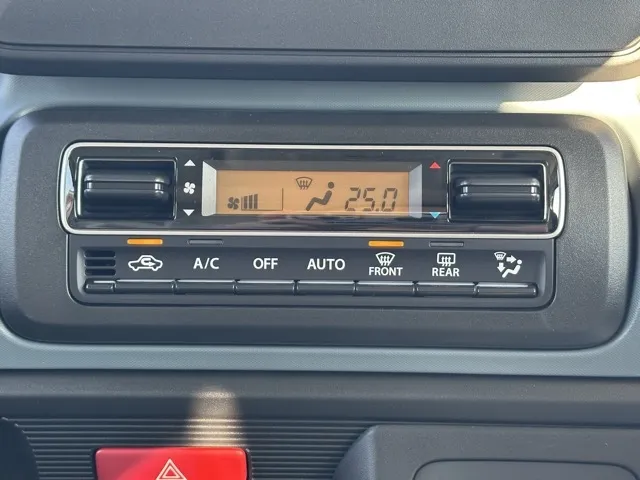 25.0
A/C OFF AUTO FRONT REAR